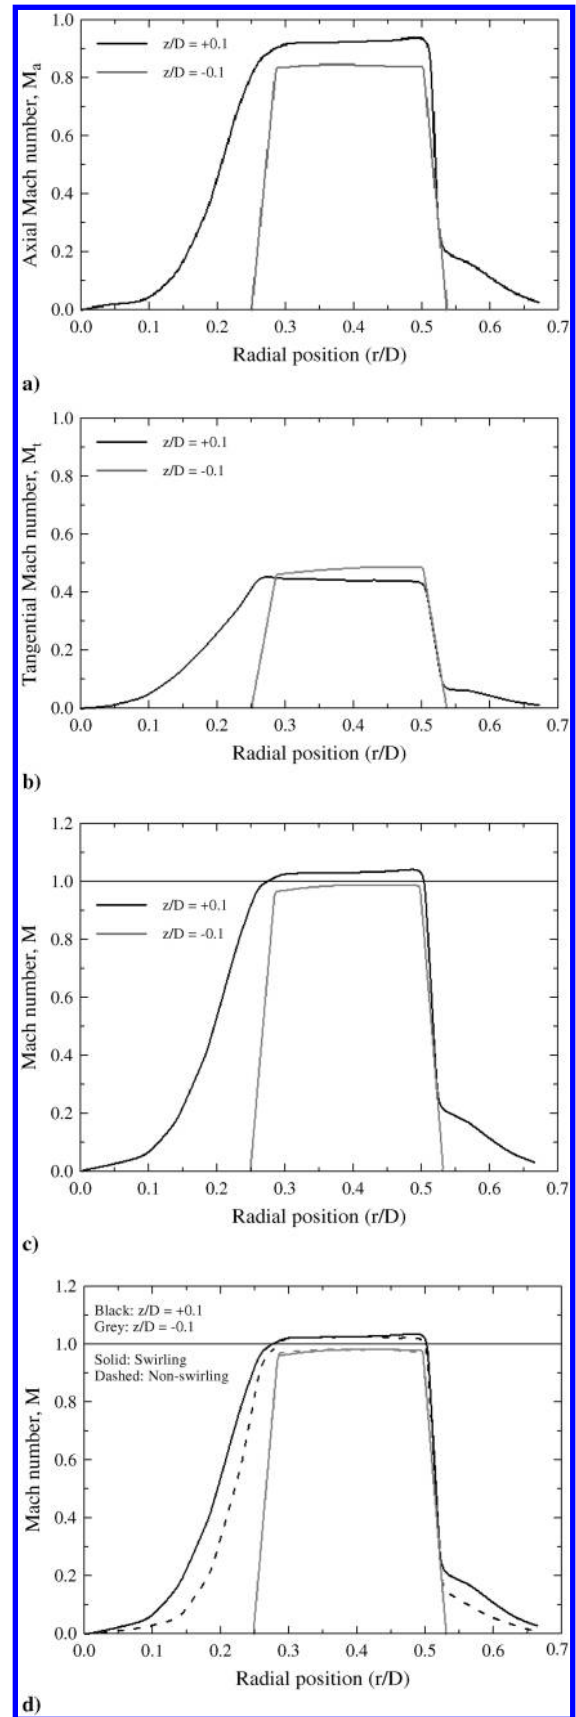 1.0
z/D = +0.1
0.8
z/D = -0.1
0.6
0.4
0.2
0.0
Axial Mach number, Mₐ
0.0 0.1 0.2 0.3 0.4 0.5 0.6 0.7
Radial position (r/D)
a)
1.0
z/D = +0.1
0.8
z/D = -0.1
0.6
0.4
0.2
0.0
Tangential Mach number, Mₜ
0.0 0.1 0.2 0.3 0.4 0.5 0.6 0.7
Radial position (r/D)
b)
1.2
1.0
z/D = +0.1
0.8
z/D = -0.1
0.6
0.4
0.2
0.0
Mach number, M
0.0 0.1 0.2 0.3 0.4 0.5 0.6 0.7
Radial position (r/D)
c)
1.2
Black: z/D = +0.1
Grey: z/D = -0.1
1.0
Solid: Swirling
Dashed: Non-swirling
0.8
0.6
0.4
0.2
0.0
Mach number, M
0.0 0.1 0.2 0.3 0.4 0.5 0.6 0.7
Radial position (r/D)
d)